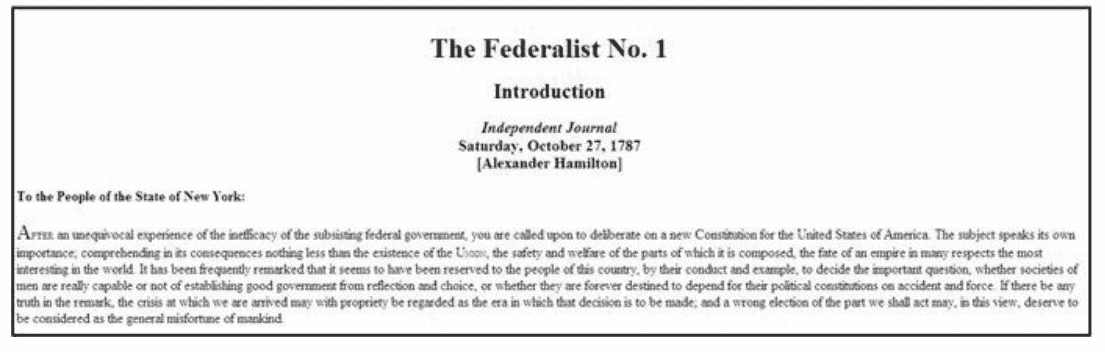 The Federalist No. 1
Introduction
Independent Journal
Saturday, October 27, 1787
[Alexander Hamilton]
To the People of the State of New York:
AFTER an unequivocal experience of the inefficacy of the subsisting federal government, you are called upon to deliberate on a new Constitution for the United States of America. The subject speaks its own
importance; comprehending in its consequences nothing less than the existence of the UNION, the safety and welfare of the parts of which it is composed, the fate of an empire in many respects the most
interesting in the world. It has been frequently remarked that it seems to have been reserved to the people of this country, by their conduct and example, to decide the important question, whether societies of
men are really capable or not of establishing good government from reflection and choice, or whether they are forever destined to depend for their political constitutions on accident and force. If there be any
truth in the remark, the crisis at which we are arrived may with propriety be regarded as the era in which that decision is to be made; and a wrong election of the part we shall act may, in this view, deserve to
be considered as the general misfortune of mankind.